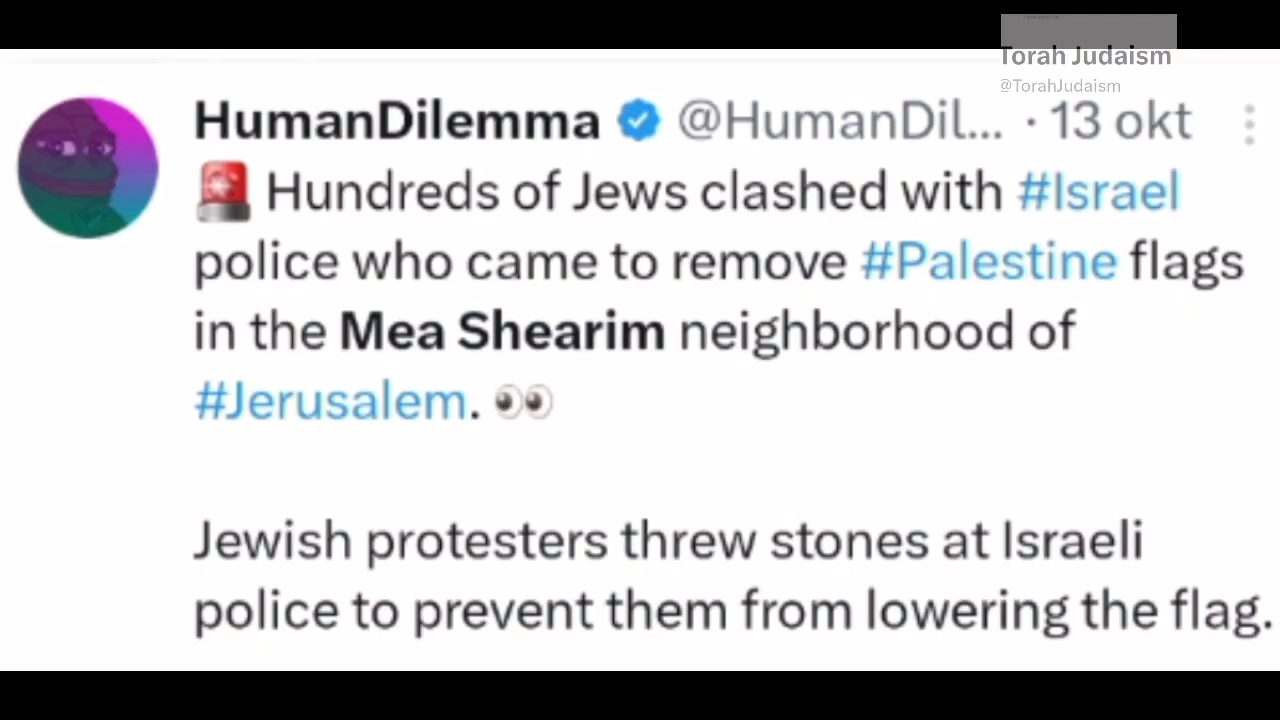 Torah Judaism
@TorahJudaism
HumanDilemma @HumanDil... · 13 okt
🚨 Hundreds of Jews clashed with #Israel
police who came to remove #Palestine flags
in the Mea Shearim neighborhood of
#Jerusalem. 👀
Jewish protesters threw stones at Israeli
police to prevent them from lowering the flag.